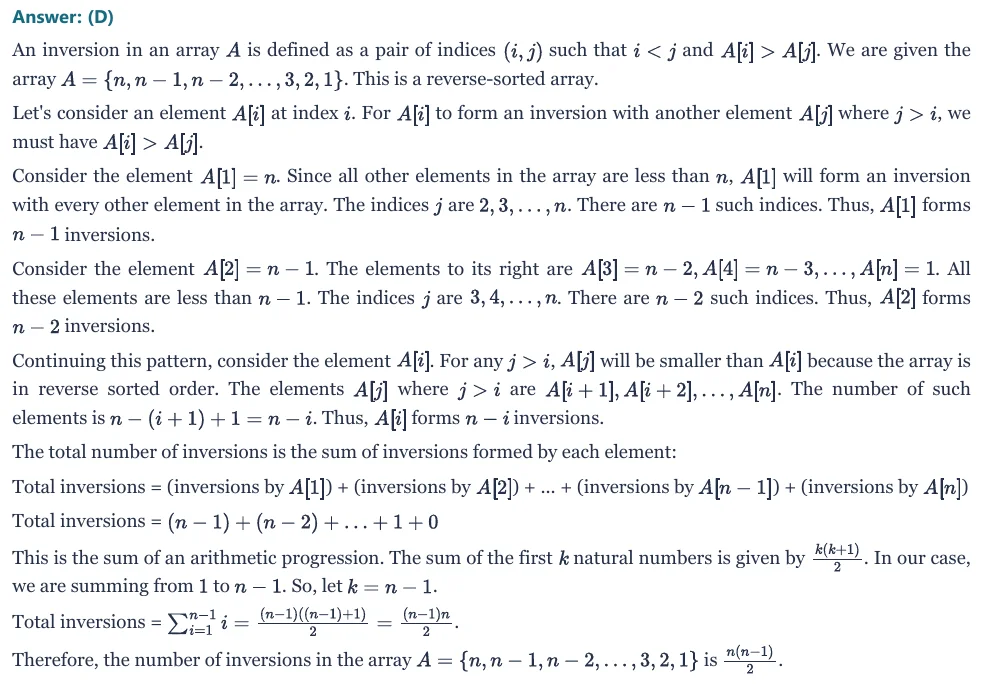 Answer: (D)
An inversion in an array A is defined as a pair of indices (i, j) such that i < j and A[i] > A[j]. We are given the
array A = {n, n − 1, n − 2, . . . , 3, 2, 1}. This is a reverse-sorted array.
Let's consider an element A[i] at index i. For A[i] to form an inversion with another element A[j] where j > i, we
must have A[i] > A[j].
Consider the element A[1] = n. Since all other elements in the array are less than n, A[1] will form an inversion
with every other element in the array. The indices j are 2, 3, . . . , n. There are n − 1 such indices. Thus, A[1] forms
n − 1 inversions.
Consider the element A[2] = n − 1. The elements to its right are A[3] = n − 2, A[4] = n − 3, . . . , A[n] = 1. All
these elements are less than n − 1. The indices j are 3, 4, . . . , n. There are n − 2 such indices. Thus, A[2] forms
n − 2 inversions.
Continuing this pattern, consider the element A[i]. For any j > i, A[j] will be smaller than A[i] because the array is
in reverse sorted order. The elements A[j] where j > i are A[i + 1], A[i + 2], . . . , A[n]. The number of such
elements is n − (i + 1) + 1 = n − i. Thus, A[i] forms n − i inversions.
The total number of inversions is the sum of inversions formed by each element:
Total inversions = (inversions by A[1]) + (inversions by A[2]) + ... + (inversions by A[n − 1]) + (inversions by A[n])
Total inversions = (n − 1) + (n − 2) + . . . + 1 + 0
This is the sum of an arithmetic progression. The sum of the first k natural numbers is given by k(k+1)/2. In our case,
we are summing from 1 to n − 1. So, let k = n − 1.
Total inversions = ∑_{i=1}^{n−1} i = (n−1)((n−1)+1)/2 = (n−1)n/2.
Therefore, the number of inversions in the array A = {n, n − 1, n − 2, . . . , 3, 2, 1} is n(n−1)/2.